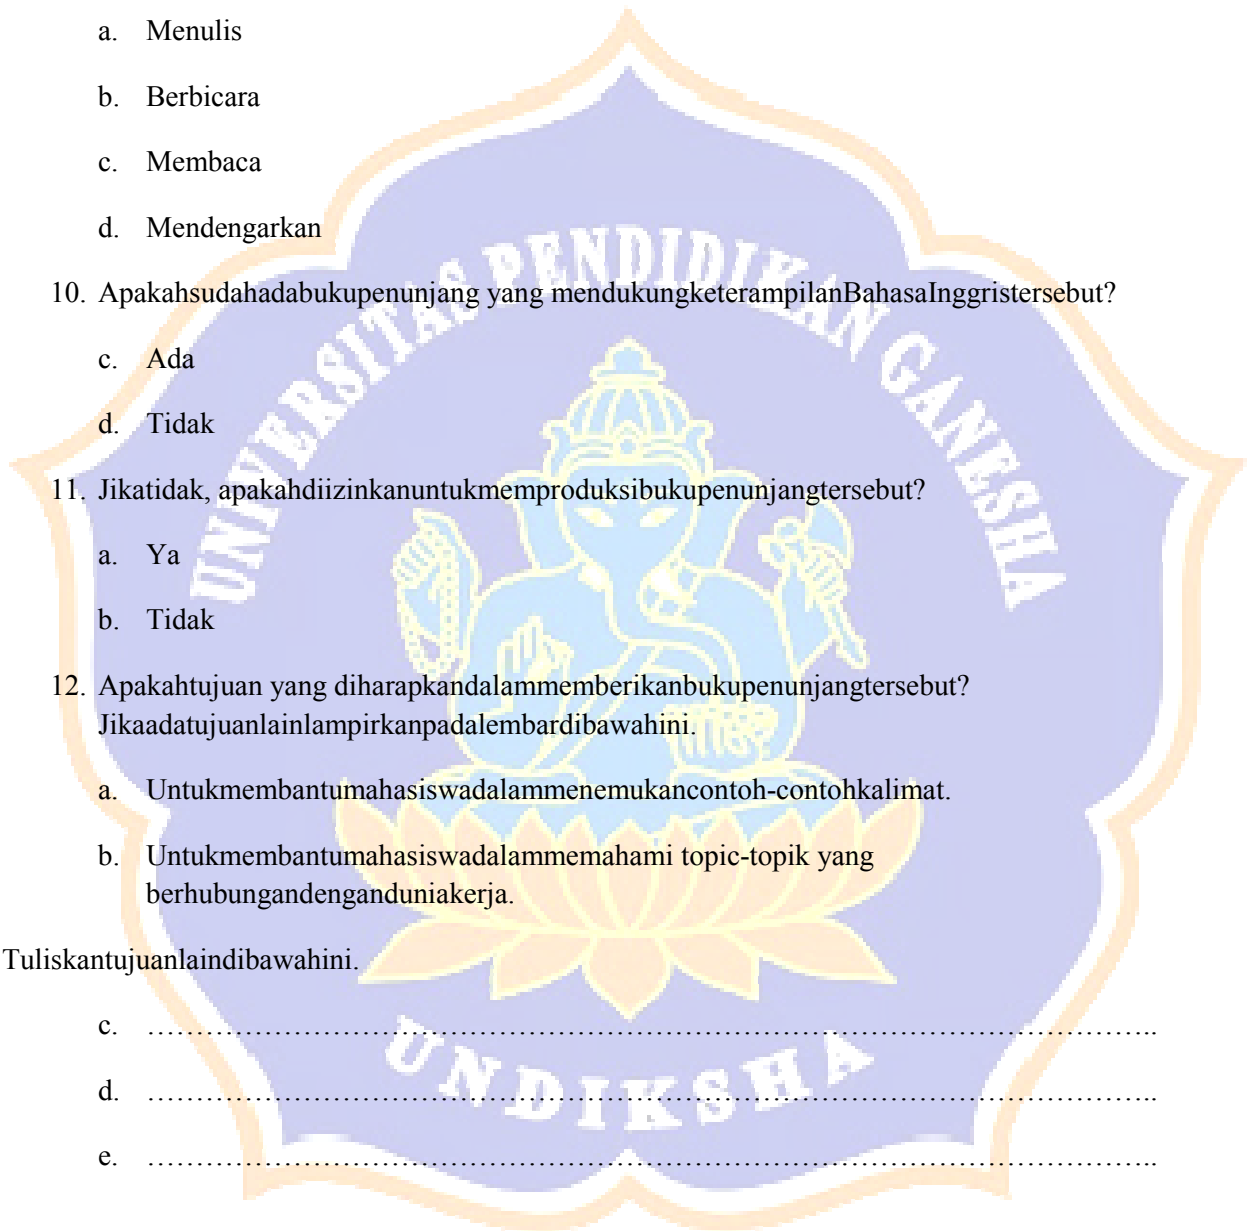 a. Menulis
b. Berbicara
c. Membaca
d. Mendengarkan
10. Apakahsudahadabukupenunjang yang mendukungketerampilanBahasaInggristersebut?
c. Ada
d. Tidak
11. Jikatidak, apakahdiizinkanuntukmemproduksibukupenunjangtersebut?
a. Ya
b. Tidak
12. Apakahtujuan yang diharapkandalammemberikanbukupenunjangtersebut?
Jikaadatujuanlainlampirkanpadalembardibawahini.
a. Untukmembantumahasiswadalammenemukancontoh-contohkalimat.
b. Untukmembantumahasiswadalammemahami topic-topik yang
berhubungandenganduniakerja.
Tuliskantujuanlaindibawahini.
c. …………………………………………………………………………………………..
d. …………………………………………………………………………………………..
e. …………………………………………………………………………………………..
UNIVERSITAS PENDIDIKAN GANESHA
UNDIKSHA